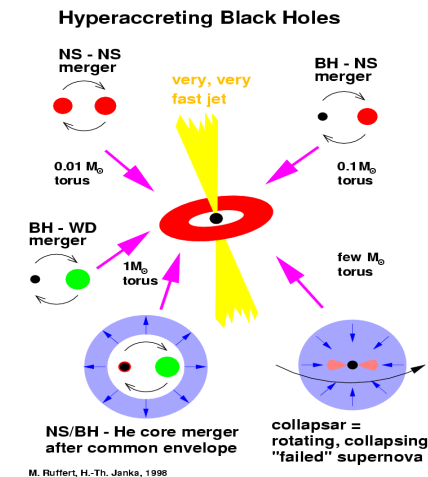 Hyperaccreting Black Holes
NS - NS
merger
very, very
fast jet
BH - NS
merger
0.01 M☉
torus
0.1M☉
torus
BH - WD
merger
1M☉
torus
few M☉
torus
NS/BH - He core merger
after common envelope
collapsar =
rotating, collapsing
"failed" supernova
M. Ruffert, H.-Th. Janka, 1998